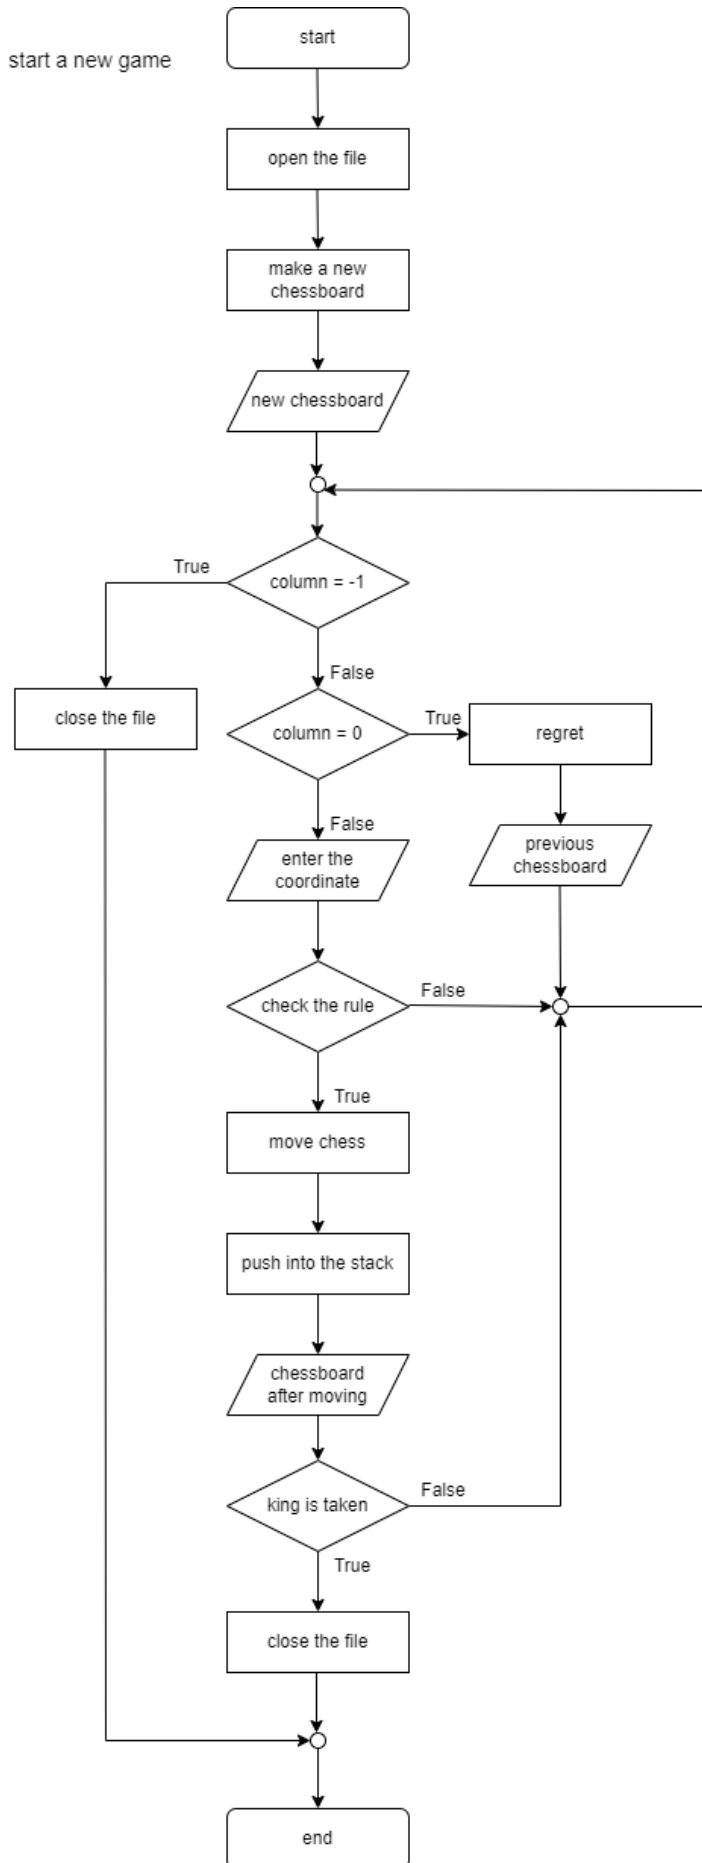 start
start a new game
open the file
make a new
chessboard
new chessboard
True
column = -1
False
close the file
column = 0
True
regret
False
enter the
coordinate
previous
chessboard
check the rule
False
True
move chess
push into the stack
chessboard
after moving
king is taken
False
True
close the file
end